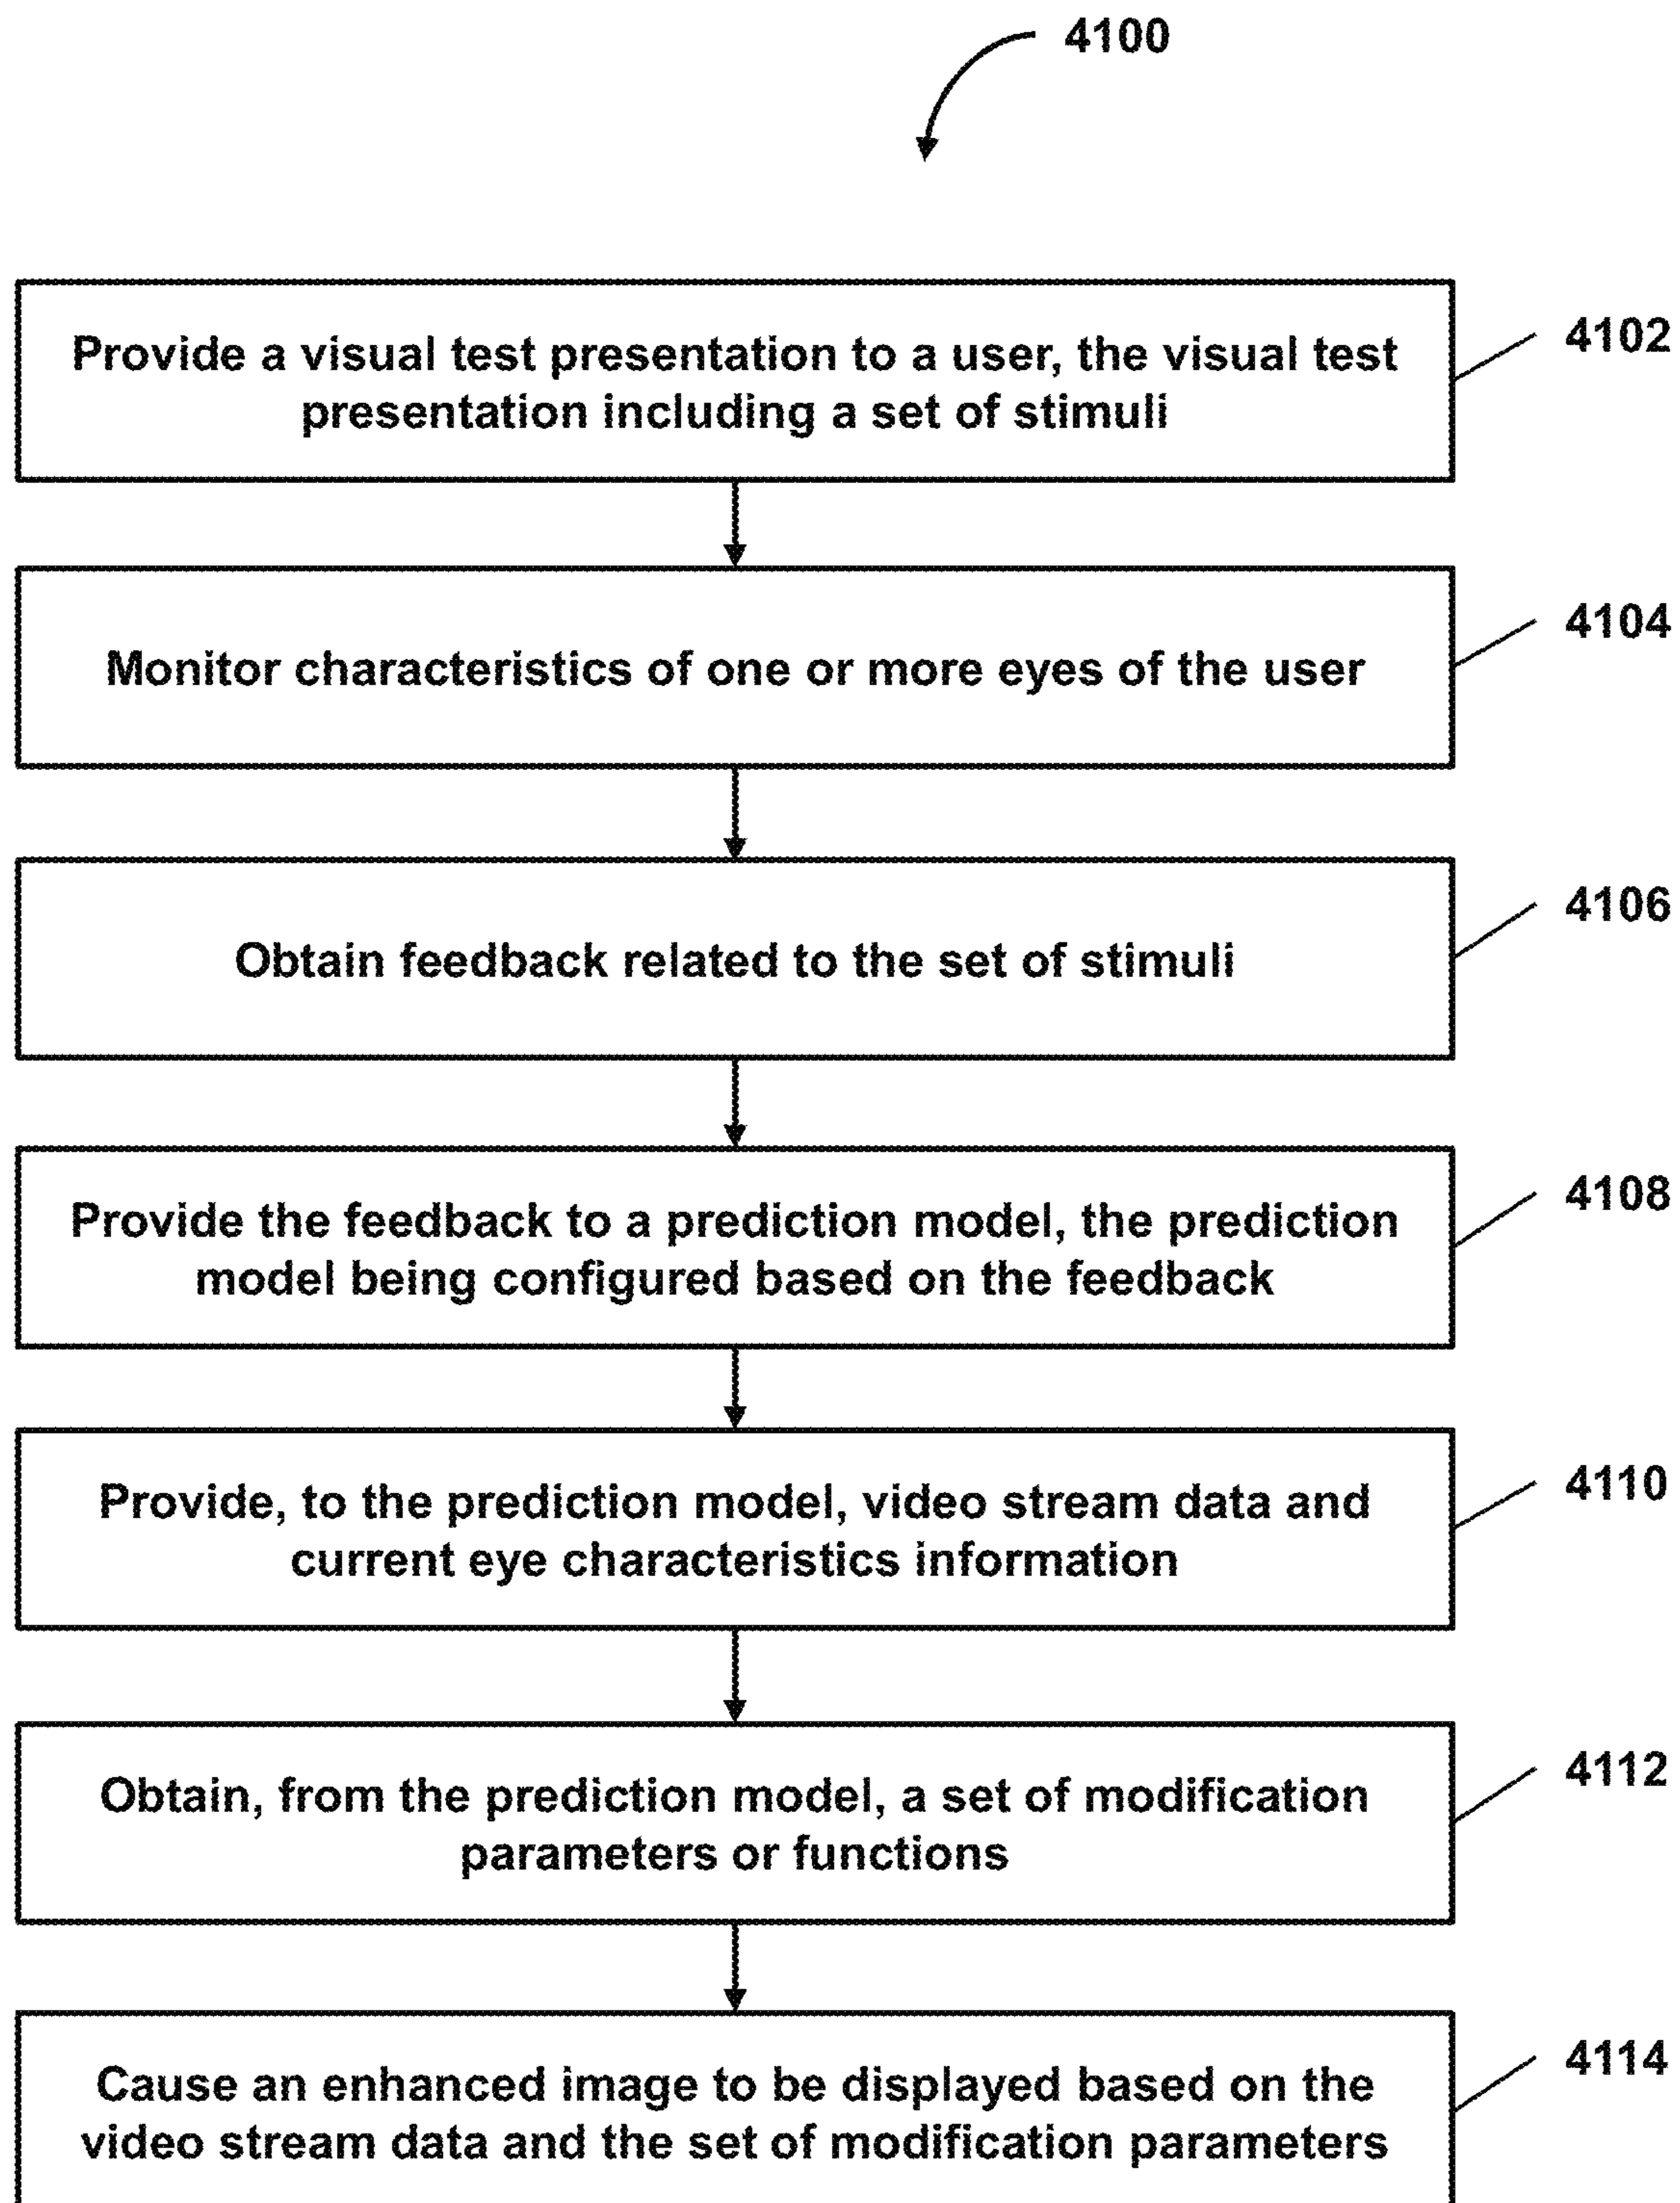 4100
Provide a visual test presentation to a user, the visual test
presentation including a set of stimuli
4102
Monitor characteristics of one or more eyes of the user
4104
Obtain feedback related to the set of stimuli
4106
Provide the feedback to a prediction model, the prediction
model being configured based on the feedback
4108
Provide, to the prediction model, video stream data and
current eye characteristics information
4110
Obtain, from the prediction model, a set of modification
parameters or functions
4112
Cause an enhanced image to be displayed based on the
video stream data and the set of modification parameters
4114